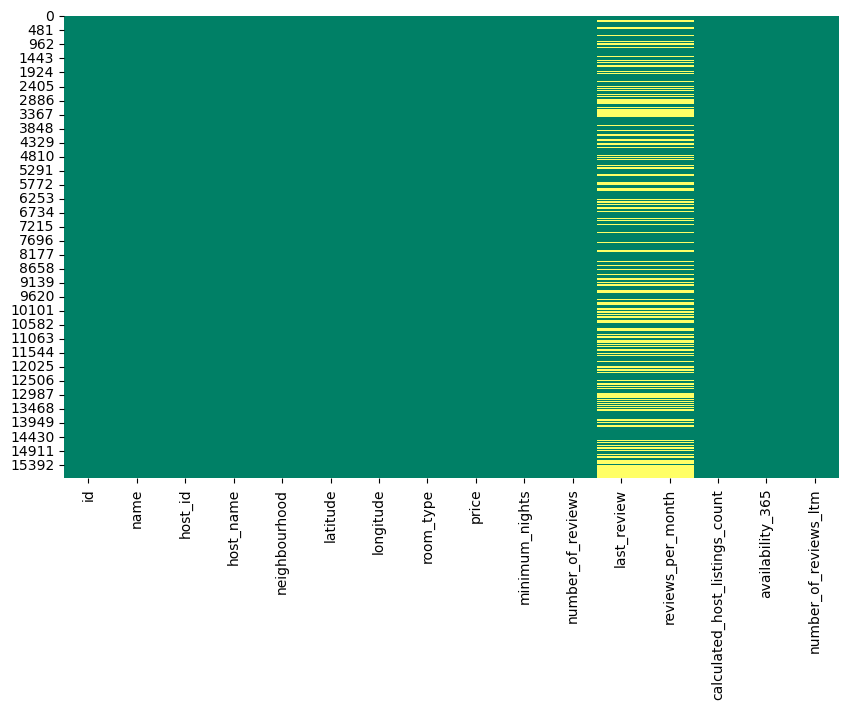 0
481
962
1443
1924
2405
2886
3367
3848
4329
4810
5291
5772
6253
6734
7215
7696
8177
8658
9139
9620
10101
10582
11063
11544
12025
12506
12987
13468
13949
14430
14911
15392
id
name
host_id
host_name
neighbourhood
latitude
longitude
room_type
price
minimum_nights
number_of_reviews
last_review
reviews_per_month
calculated_host_listings_count
availability_365
number_of_reviews_ltm